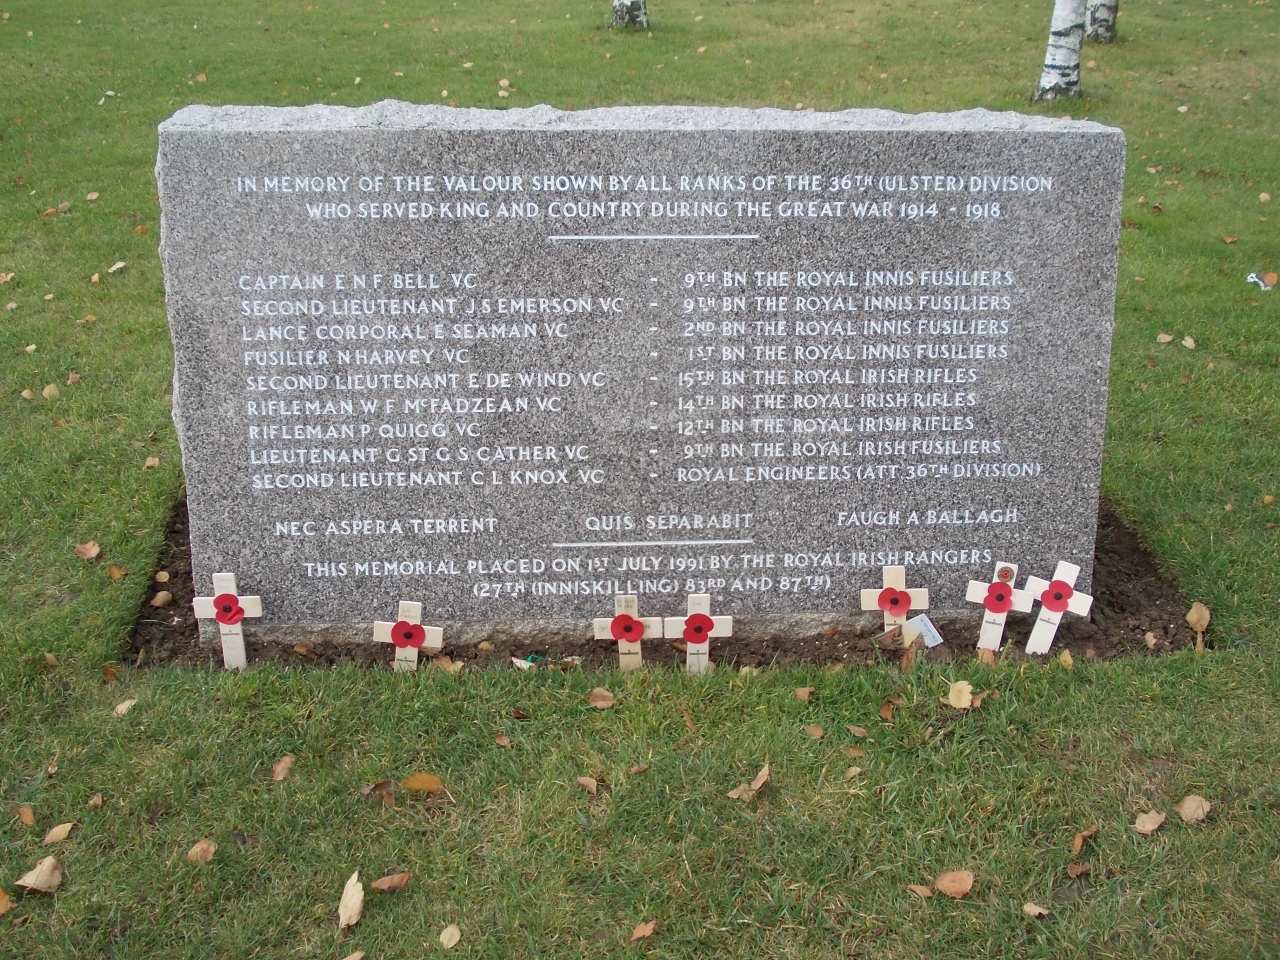 IN MEMORY OF THE VALOUR SHOWN BY ALL RANKS OF THE 36TH (ULSTER) DIVISION
WHO SERVED KING AND COUNTRY DURING THE GREAT WAR 1914 - 1918
CAPTAIN E N F BELL VC - 9TH BN THE ROYAL INNIS FUSILIERS
SECOND LIEUTENANT J S EMERSON VC - 9TH BN THE ROYAL INNIS FUSILIERS
LANCE CORPORAL E SEAMAN VC - 2ND BN THE ROYAL INNIS FUSILIERS
FUSILIER N HARVEY VC - 1ST BN THE ROYAL INNIS FUSILIERS
SECOND LIEUTENANT E DE WIND VC - 15TH BN THE ROYAL IRISH RIFLES
RIFLEMAN W F McFADZEAN VC - 14TH BN THE ROYAL IRISH RIFLES
RIFLEMAN P QUIGG VC - 12TH BN THE ROYAL IRISH RIFLES
LIEUTENANT G ST G S CATHER VC - 9TH BN THE ROYAL IRISH FUSILIERS
SECOND LIEUTENANT C L KNOX VC - ROYAL ENGINEERS (ATT. 36TH DIVISION)
NEC ASPERA TERRENT QUIS SEPARABIT FAUGH A BALLAGH
THIS MEMORIAL PLACED ON 1ST JULY 1991 BY THE ROYAL IRISH RANGERS
(27TH (INNISKILLING) 83RD AND 87TH)